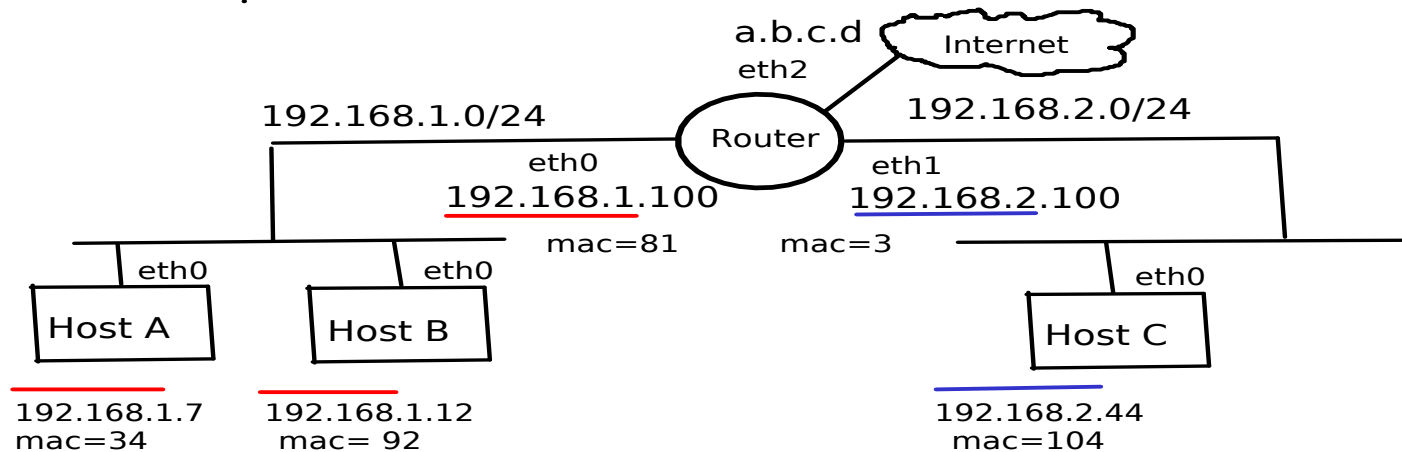 a.b.c.d
Internet
eth2
192.168.1.0/24
192.168.2.0/24
Router
eth0
eth1
192.168.1.100
192.168.2.100
mac=81
mac=3
eth0
eth0
eth0
Host A
Host B
Host C
192.168.1.7
192.168.1.12
192.168.2.44
mac=34
mac= 92
mac=104